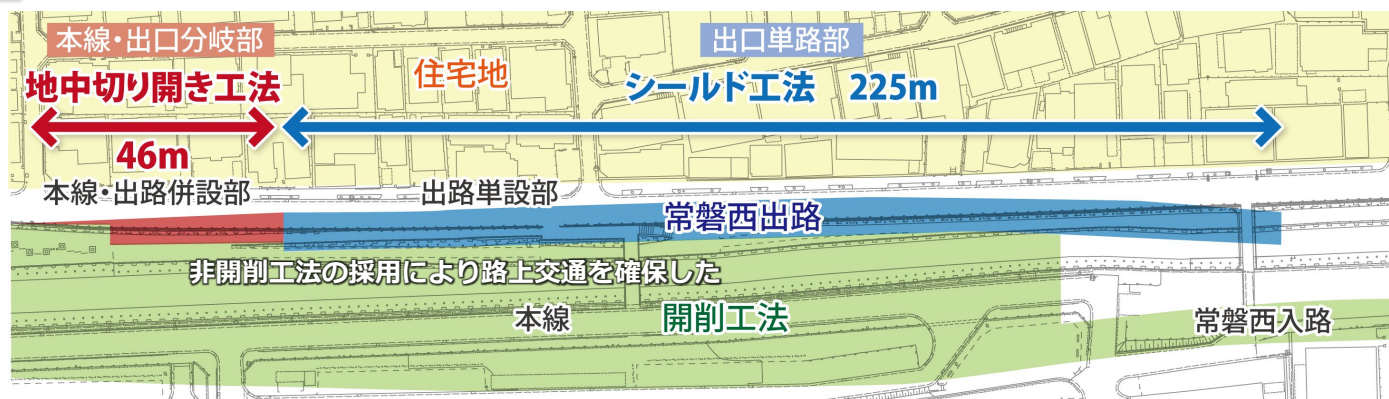 本線・出口分岐部
出口単路部
地中切り開き工法
住宅地
シールド工法 225m
46m
本線・出路併設部
出路単設部
常磐西出路
非開削工法の採用により路上交通を確保した
本線
開削工法
常磐西入路